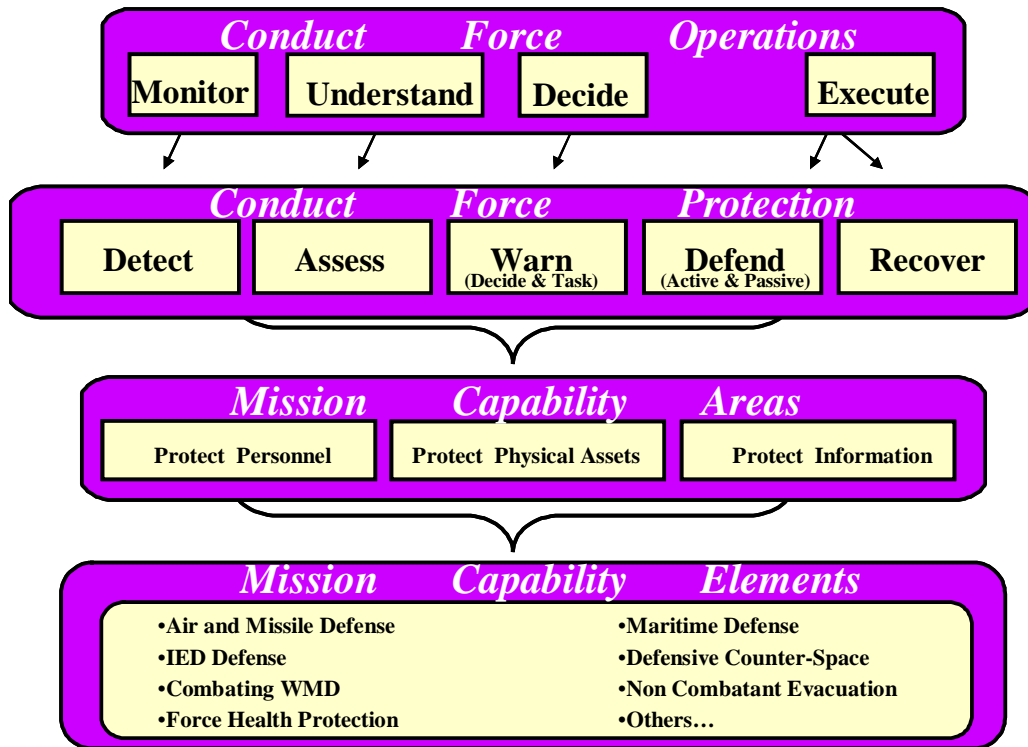 Conduct Force Operations
Monitor Understand Decide Execute
Conduct Force Protection
Detect Assess Warn Defend Recover
(Decide & Task) (Active & Passive)
Mission Capability Areas
Protect Personnel Protect Physical Assets Protect Information
Mission Capability Elements
•Air and Missile Defense
•IED Defense
•Combating WMD
•Force Health Protection
•Maritime Defense
•Defensive Counter-Space
•Non Combatant Evacuation
•Others…